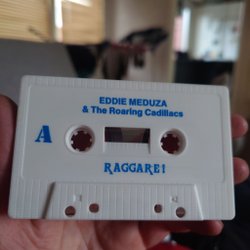 EDDIE MEDUZA
& The Roaring Cadillacs
A
RAGGARE!